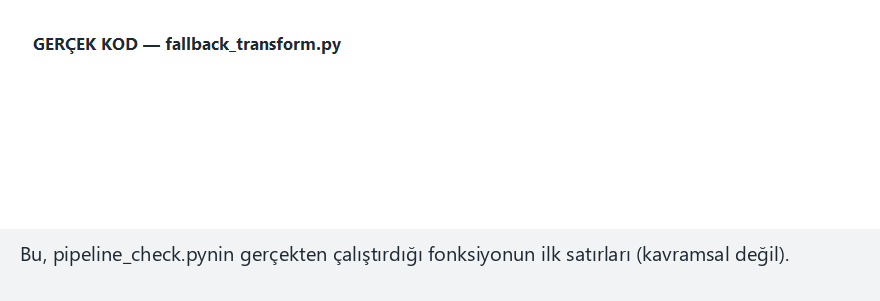 GERÇEK KOD — fallback_transform.py
Bu, pipeline_check.pynin gerçekten çalıştırdığı fonksiyonun ilk satırları (kavramsal değil).